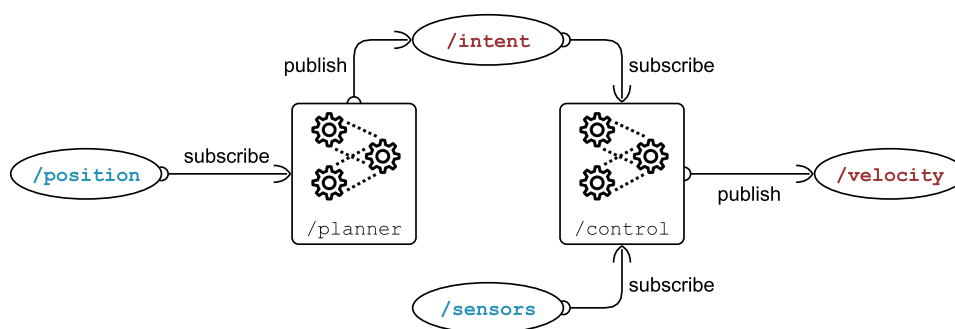 /intent
publish
subscribe
subscribe
/position
/velocity
publish
/planner
/control
subscribe
/sensors